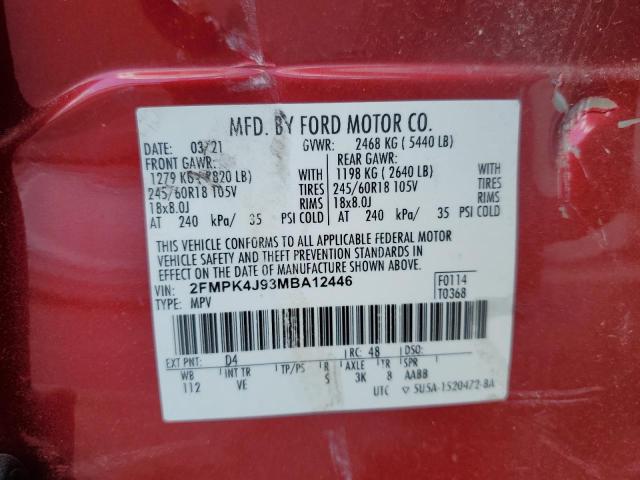 MFD. BY FORD MOTOR CO.
DATE: 03/21 GVWR: 2468 KG ( 5440 LB)
FRONT GAWR: REAR GAWR:
1279 KG ( 2820 LB) WITH 1198 KG ( 2640 LB) WITH
245/60R18 105V TIRES 245/60R18 105V TIRES
18x8.0J RIMS 18x8.0J RIMS
AT 240 kPa/ 35 PSI COLD AT 240 kPa/ 35 PSI COLD
THIS VEHICLE CONFORMS TO ALL APPLICABLE FEDERAL MOTOR
VEHICLE SAFETY AND THEFT PREVENTION STANDARDS IN
EFFECT ON THE DATE OF MANUFACTURE SHOWN ABOVE.
VIN: 2FMPK4J93MBA12446 F0114
TYPE: MPV T0368
EXT PNT: D4 RC: 48 DSO:
WB INT TR TP/PS R AXLE TR SPR
112 VE S 3K 8 AABB
UTC ▽ 5U5A-1520472-BA